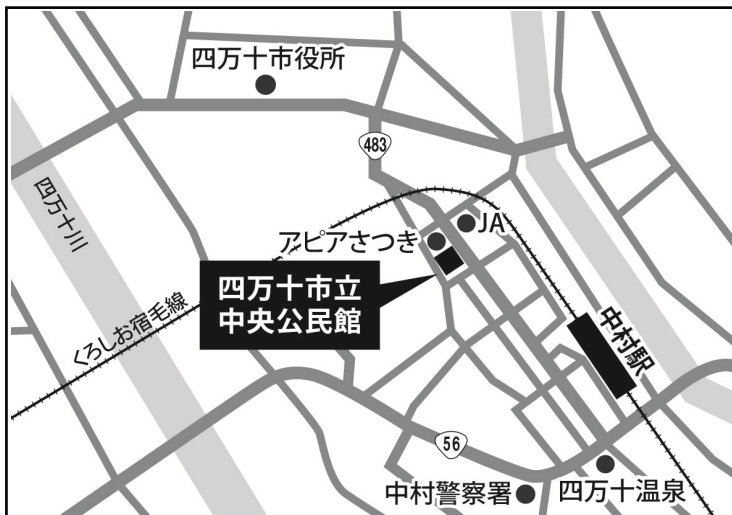 四万十市役所
483
四万十川
アピアさつき
JA
四万十市立
中央公民館
くろしお宿毛線
中村駅
56
中村警察署
四万十温泉